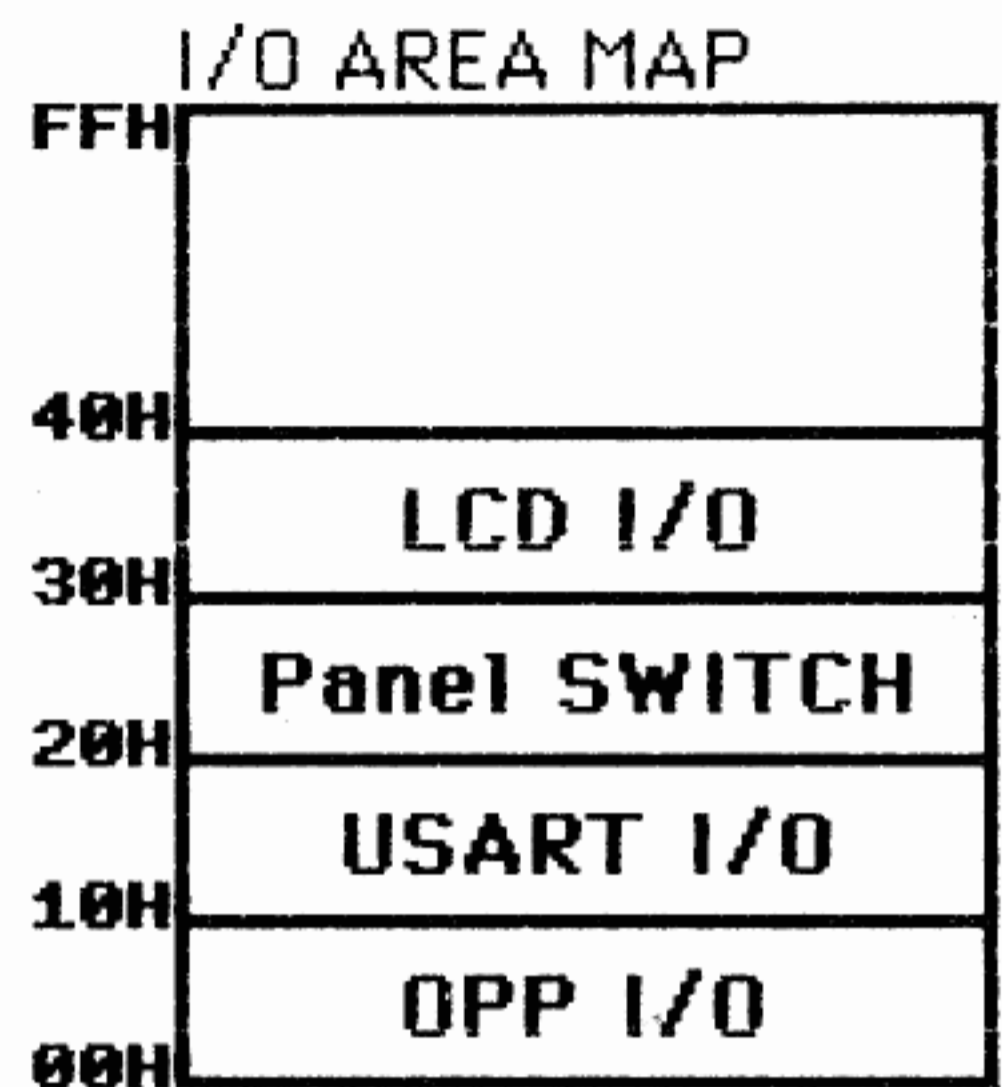 I/O AREA MAP
FFH
40H
LCD I/O
30H
Panel SWITCH
20H
USART I/O
10H
OPP I/O
00H